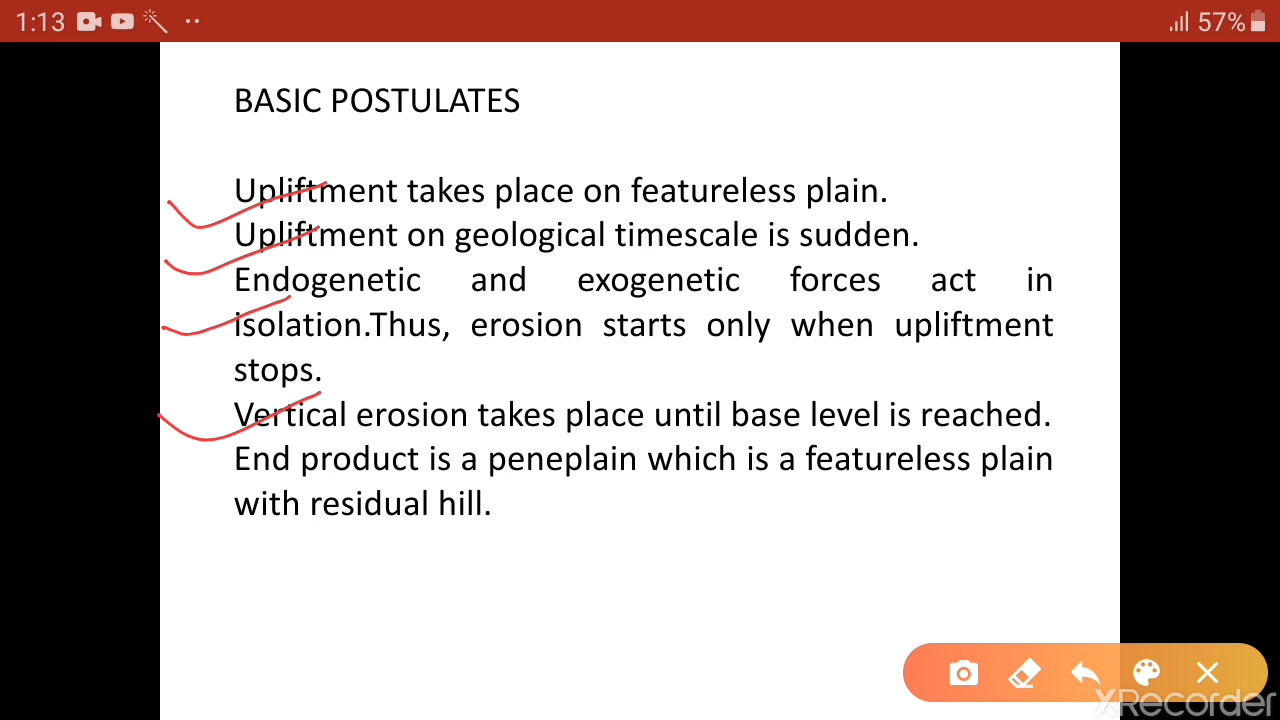 1:13
57%
BASIC POSTULATES
Upliftment takes place on featureless plain.
Upliftment on geological timescale is sudden.
Endogenetic and exogenetic forces act in
isolation.Thus, erosion starts only when upliftment
stops.
Vertical erosion takes place until base level is reached.
End product is a peneplain which is a featureless plain
with residual hill.
XRecorder